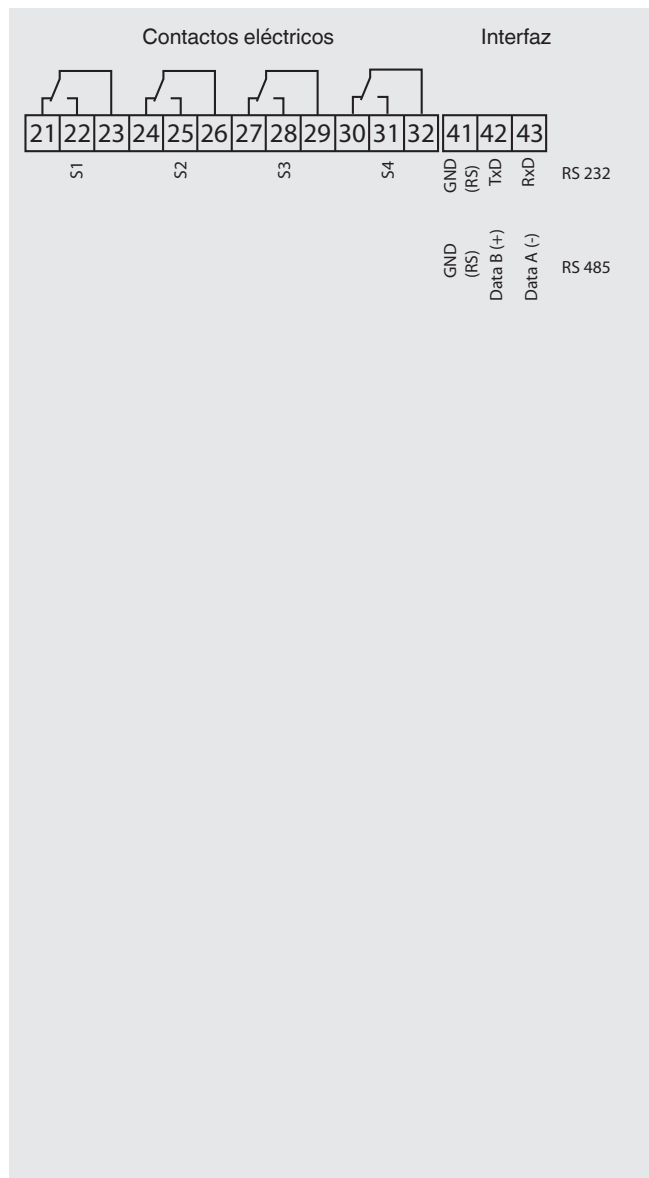 Contactos eléctricos Interfaz
21 22 23 24 25 26 27 28 29 30 31 32 41 42 43
S1 S2 S3 S4 GND (RS) TxD RxD RS 232
GND (RS) Data B (+) Data A (-) RS 485